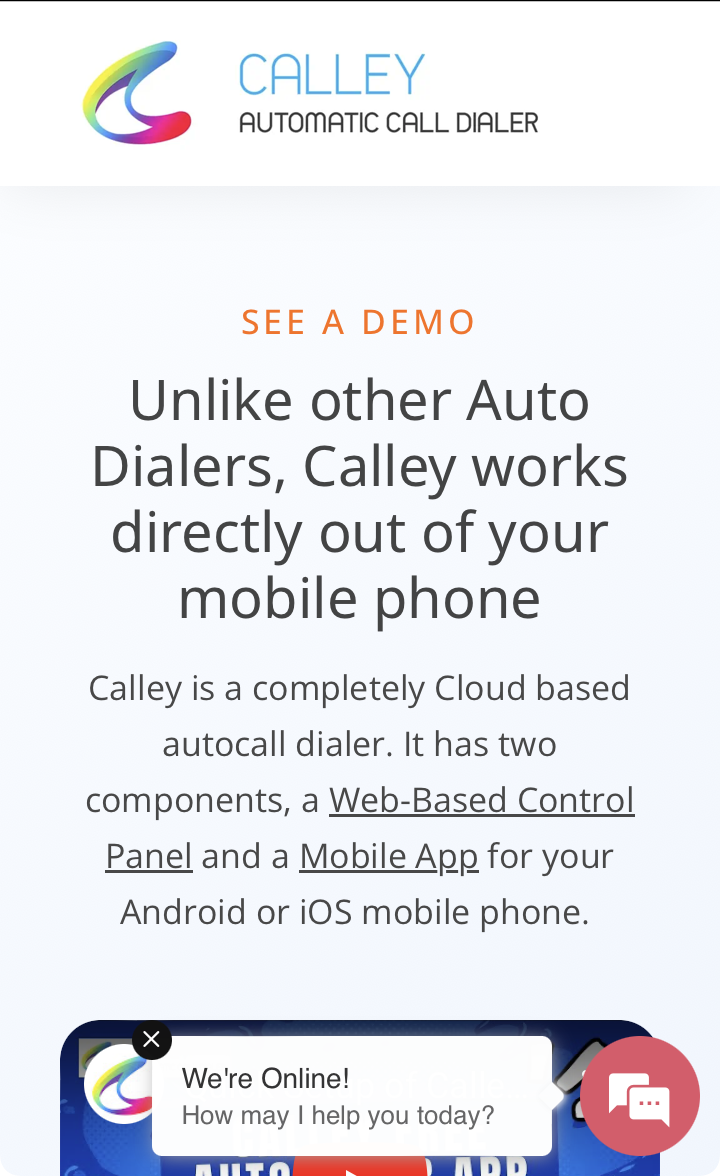 CALLEY
AUTOMATIC CALL DIALER
SEE A DEMO
Unlike other Auto
Dialers, Calley works
directly out of your
mobile phone
Calley is a completely Cloud based
autocall dialer. It has two
components, a Web-Based Control
Panel and a Mobile App for your
Android or iOS mobile phone.
We're Online!
How may I help you today?
APP